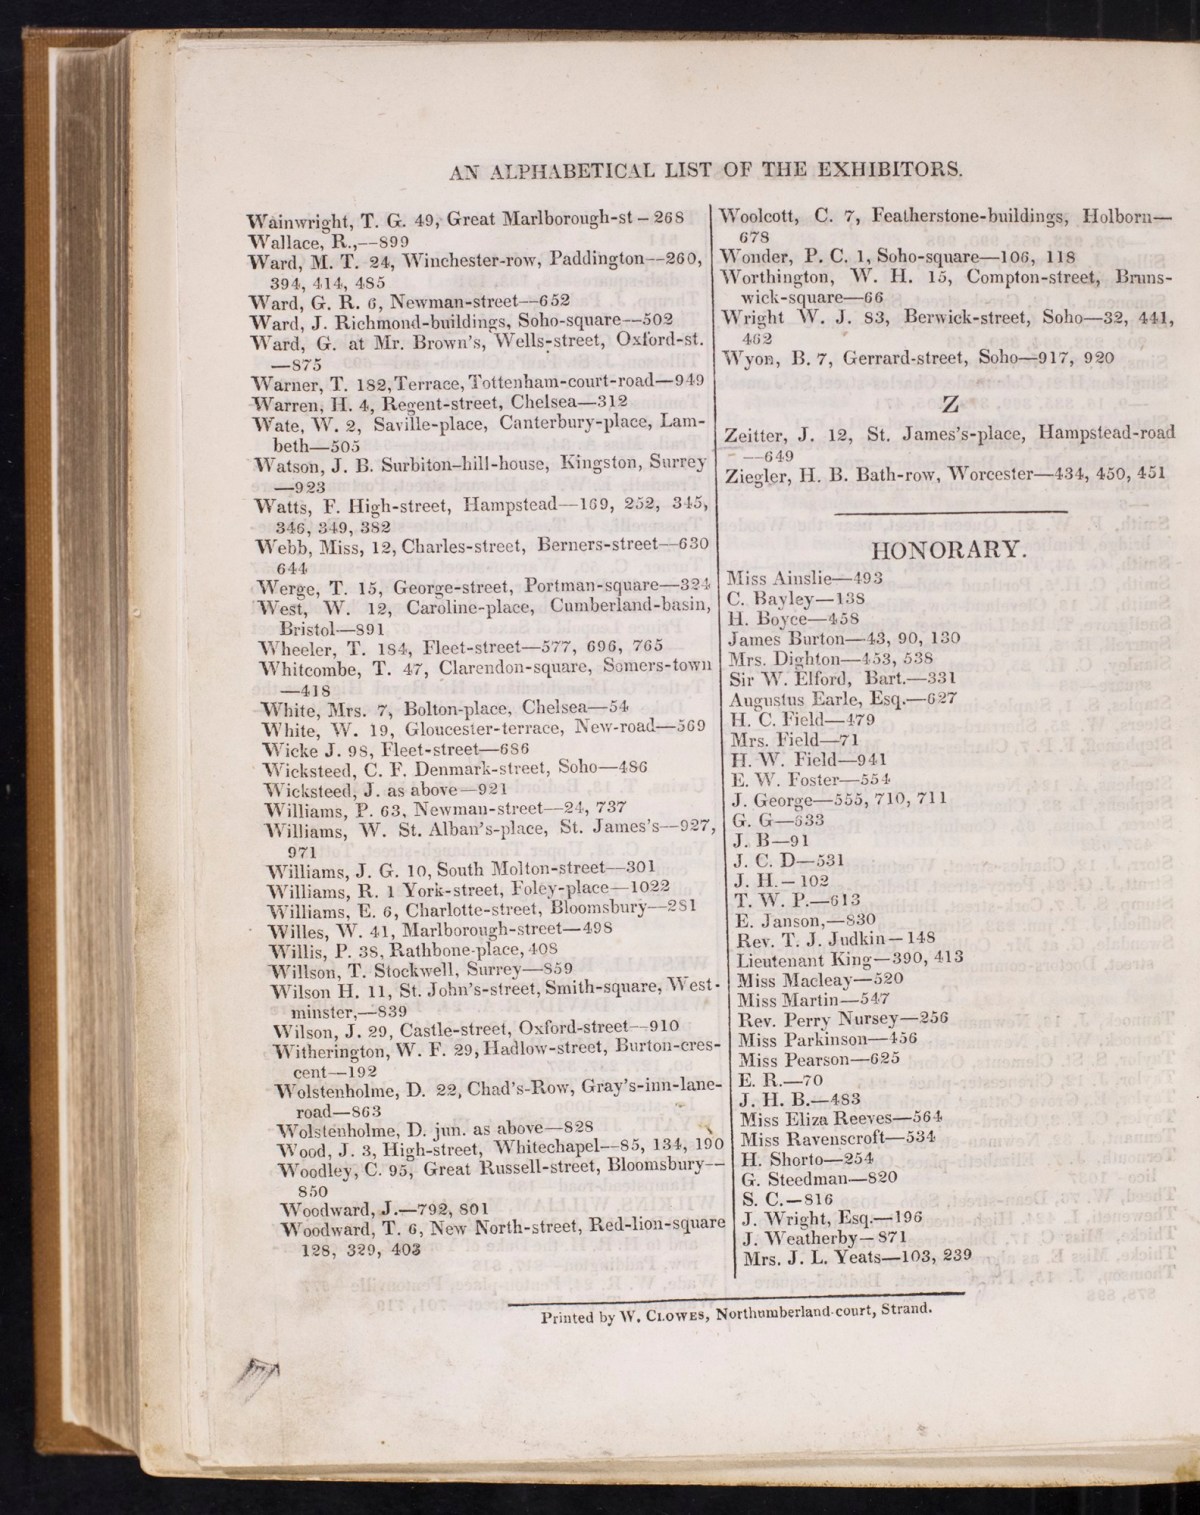 AN ALPHABETICAL LIST OF THE EXHIBITORS.
Wainwright, T. G. 49, Great Marlborough-st – 268
Wallace, R.,—899
Ward, M. T. 24, Winchester-row, Paddington—260,
394, 414, 485
Ward, G. R. 6, Newman-street—652
Ward, J. Richmond-buildings, Soho-square—502
Ward, G. at Mr. Brown's, Wells-street, Oxford-st.
—875
Warner, T. 182, Terrace, Tottenham-court-road—949
Warren, H. 4, Regent-street, Chelsea—312
Wate, W. 2, Saville-place, Canterbury-place, Lam-
beth—505
Watson, J. B. Surbiton-hill-house, Kingston, Surrey
—923
Watts, F. High-street, Hampstead—169, 252, 345,
346, 349, 382
Webb, Miss, 12, Charles-street, Berners-street—630
644
Werge, T. 15, George-street, Portman-square—324
West, W. 12, Caroline-place, Cumberland-basin,
Bristol—891
Wheeler, T. 184, Fleet-street—577, 696, 765
Whitcombe, T. 47, Clarendon-square, Somers-town
—418
White, Mrs. 7, Bolton-place, Chelsea—54
White, W. 19, Gloucester-terrace, New-road—569
Wicke J. 98, Fleet-street—686
Wicksteed, C. F. Denmark-street, Soho—486
Wicksteed, J. as above—921
Williams, P. 63, Newman-street—24, 737
Williams, W. St. Alban's-place, St. James's—927,
971
Williams, J. G. 10, South Molton-street—301
Williams, R. 1 York-street, Foley-place—1022
Williams, E. 6, Charlotte-street, Bloomsbury—281
Willes, W. 41, Marlborough-street—498
Willis, P. 38, Rathbone-place, 408
Willson, T. Stockwell, Surrey—859
Wilson H. 11, St. John's-street, Smith-square, West-
minster,—839
Wilson, J. 29, Castle-street, Oxford-street—910
Witherington, W. F. 29, Hadlow-street, Burton-cres-
cent—192
Wolstenholme, D. 22, Chad's-Row, Gray's-inn-lane-
road—863
Wolstenholme, D. jun. as above—828
Wood, J. 3, High-street, Whitechapel—85, 134, 190
Woodley, C. 95, Great Russell-street, Bloomsbury—
850
Woodward, J.—792, 801
Woodward, T. 6, New North-street, Red-lion-square
128, 329, 403
Woolcott, C. 7, Featherstone-buildings, Holborn—
678
Wonder, P. C. 1, Soho-square—106, 118
Worthington, W. H. 15, Compton-street, Bruns-
wick-square—66
Wright W. J. 83, Berwick-street, Soho—32, 441,
462
Wyon, B. 7, Gerrard-street, Soho—917, 920
Z
Zeitter, J. 12, St. James's-place, Hampstead-road
—649
Ziegler, H. B. Bath-row, Worcester—434, 450, 451
HONORARY.
Miss Ainslie—493
C. Bayley—138
H. Boyce—458
James Burton—43, 90, 130
Mrs. Dighton—453, 538
Sir W. Elford, Bart.—331
Augustus Earle, Esq.—627
H. C. Field—479
Mrs. Field—71
H. W. Field—941
E. W. Foster—554
J. George—555, 710, 711
G. G—533
J. B—91
J. C. D—531
J. H.—102
T. W. P.—613
E. Janson,—830
Rev. T. J. Judkin—148
Lieutenant King—390, 413
Miss Macleay—520
Miss Martin—547
Rev. Perry Nursey—256
Miss Parkinson—456
Miss Pearson—625
E. R.—70
J. H. B.—483
Miss Eliza Reeves—564
Miss Ravenscroft—534
H. Shorto—254
G. Steedman—820
S. C.—816
J. Wright, Esq.—196
J. Weatherby—871
Mrs. J. L. Yeats—103, 239
Printed by W. CLOWES, Northumberland-court, Strand.